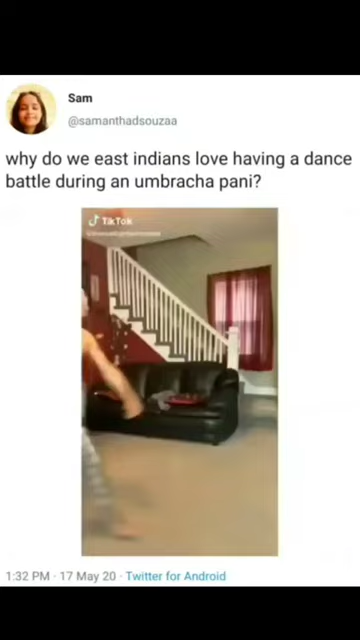 Sam
@samanthadsouzaa
why do we east indians love having a dance
battle during an umbracha pani?
TikTok
1:32 PM · 17 May 20 · Twitter for Android